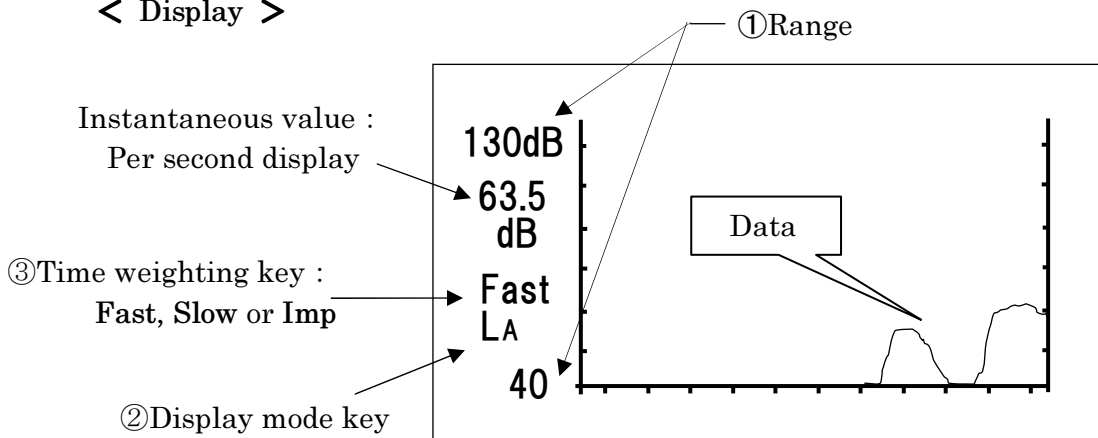 < Display >
①Range
Instantaneous value :
Per second display
③Time weighting key :
Fast, Slow or Imp
②Display mode key
130dB
63.5
dB
Fast
LA
40
Data